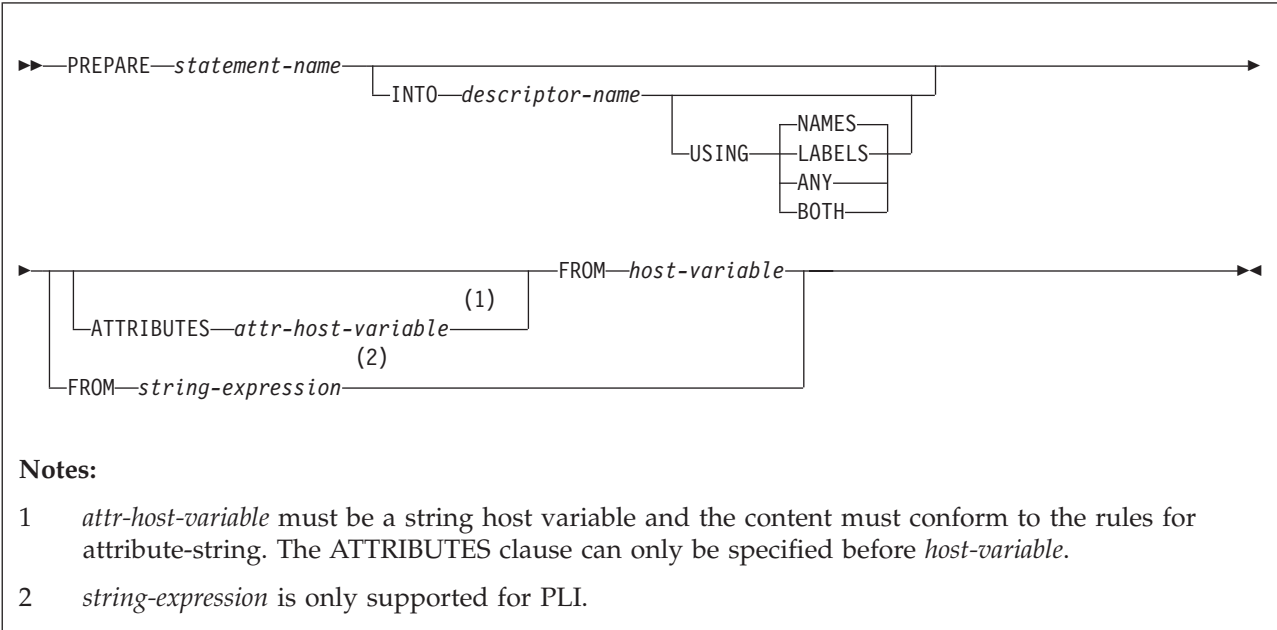 PREPARE statement-name
INTO descriptor-name
NAMES
USING LABELS
ANY
BOTH
FROM host-variable
(1)
ATTRIBUTES attr-host-variable
(2)
FROM string-expression
Notes:
1 attr-host-variable must be a string host variable and the content must conform to the rules for
attribute-string. The ATTRIBUTES clause can only be specified before host-variable.
2 string-expression is only supported for PLI.